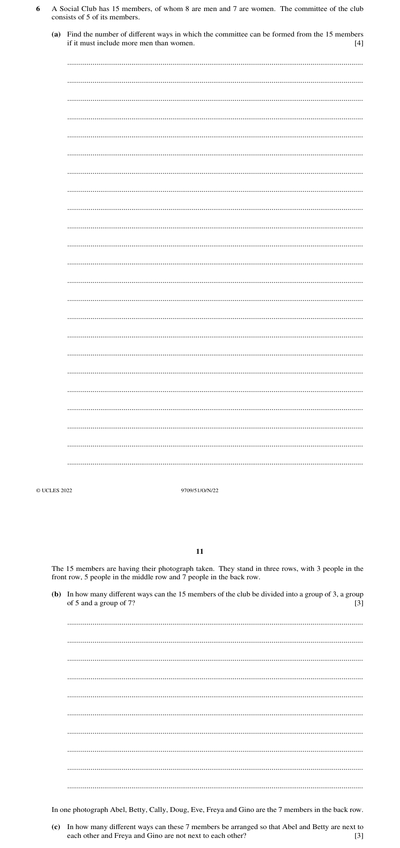 6 A Social Club has 15 members, of whom 8 are men and 7 are women. The committee of the club
consists of 5 of its members.
(a) Find the number of different ways in which the committee can be formed from the 15 members
if it must include more men than women. [4]
© UCLES 2022 9709/51/O/N/22
11
The 15 members are having their photograph taken. They stand in three rows, with 3 people in the
front row, 5 people in the middle row and 7 people in the back row.
(b) In how many different ways can the 15 members of the club be divided into a group of 3, a group
of 5 and a group of 7? [3]
In one photograph Abel, Betty, Cally, Doug, Eve, Freya and Gino are the 7 members in the back row.
(c) In how many different ways can these 7 members be arranged so that Abel and Betty are next to
each other and Freya and Gino are not next to each other? [3]